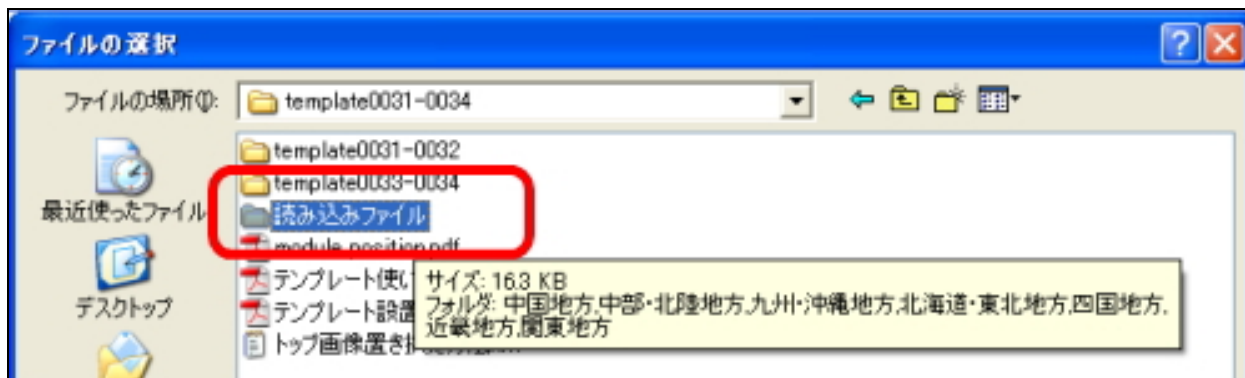 ファイルの選択
ファイルの場所(I):
template0031-0034
template0031-0032
template0033-0034
最近使ったファイル
読み込みファイル
module position.pdf
テンプレート使い
サイズ: 16.3 KB
デスクトップ
テンプレート設置
フォルダ: 中国地方,中部・北陸地方,九州・沖縄地方,北海道・東北地方,四国地方,
近畿地方,関東地方
トップ画像置き